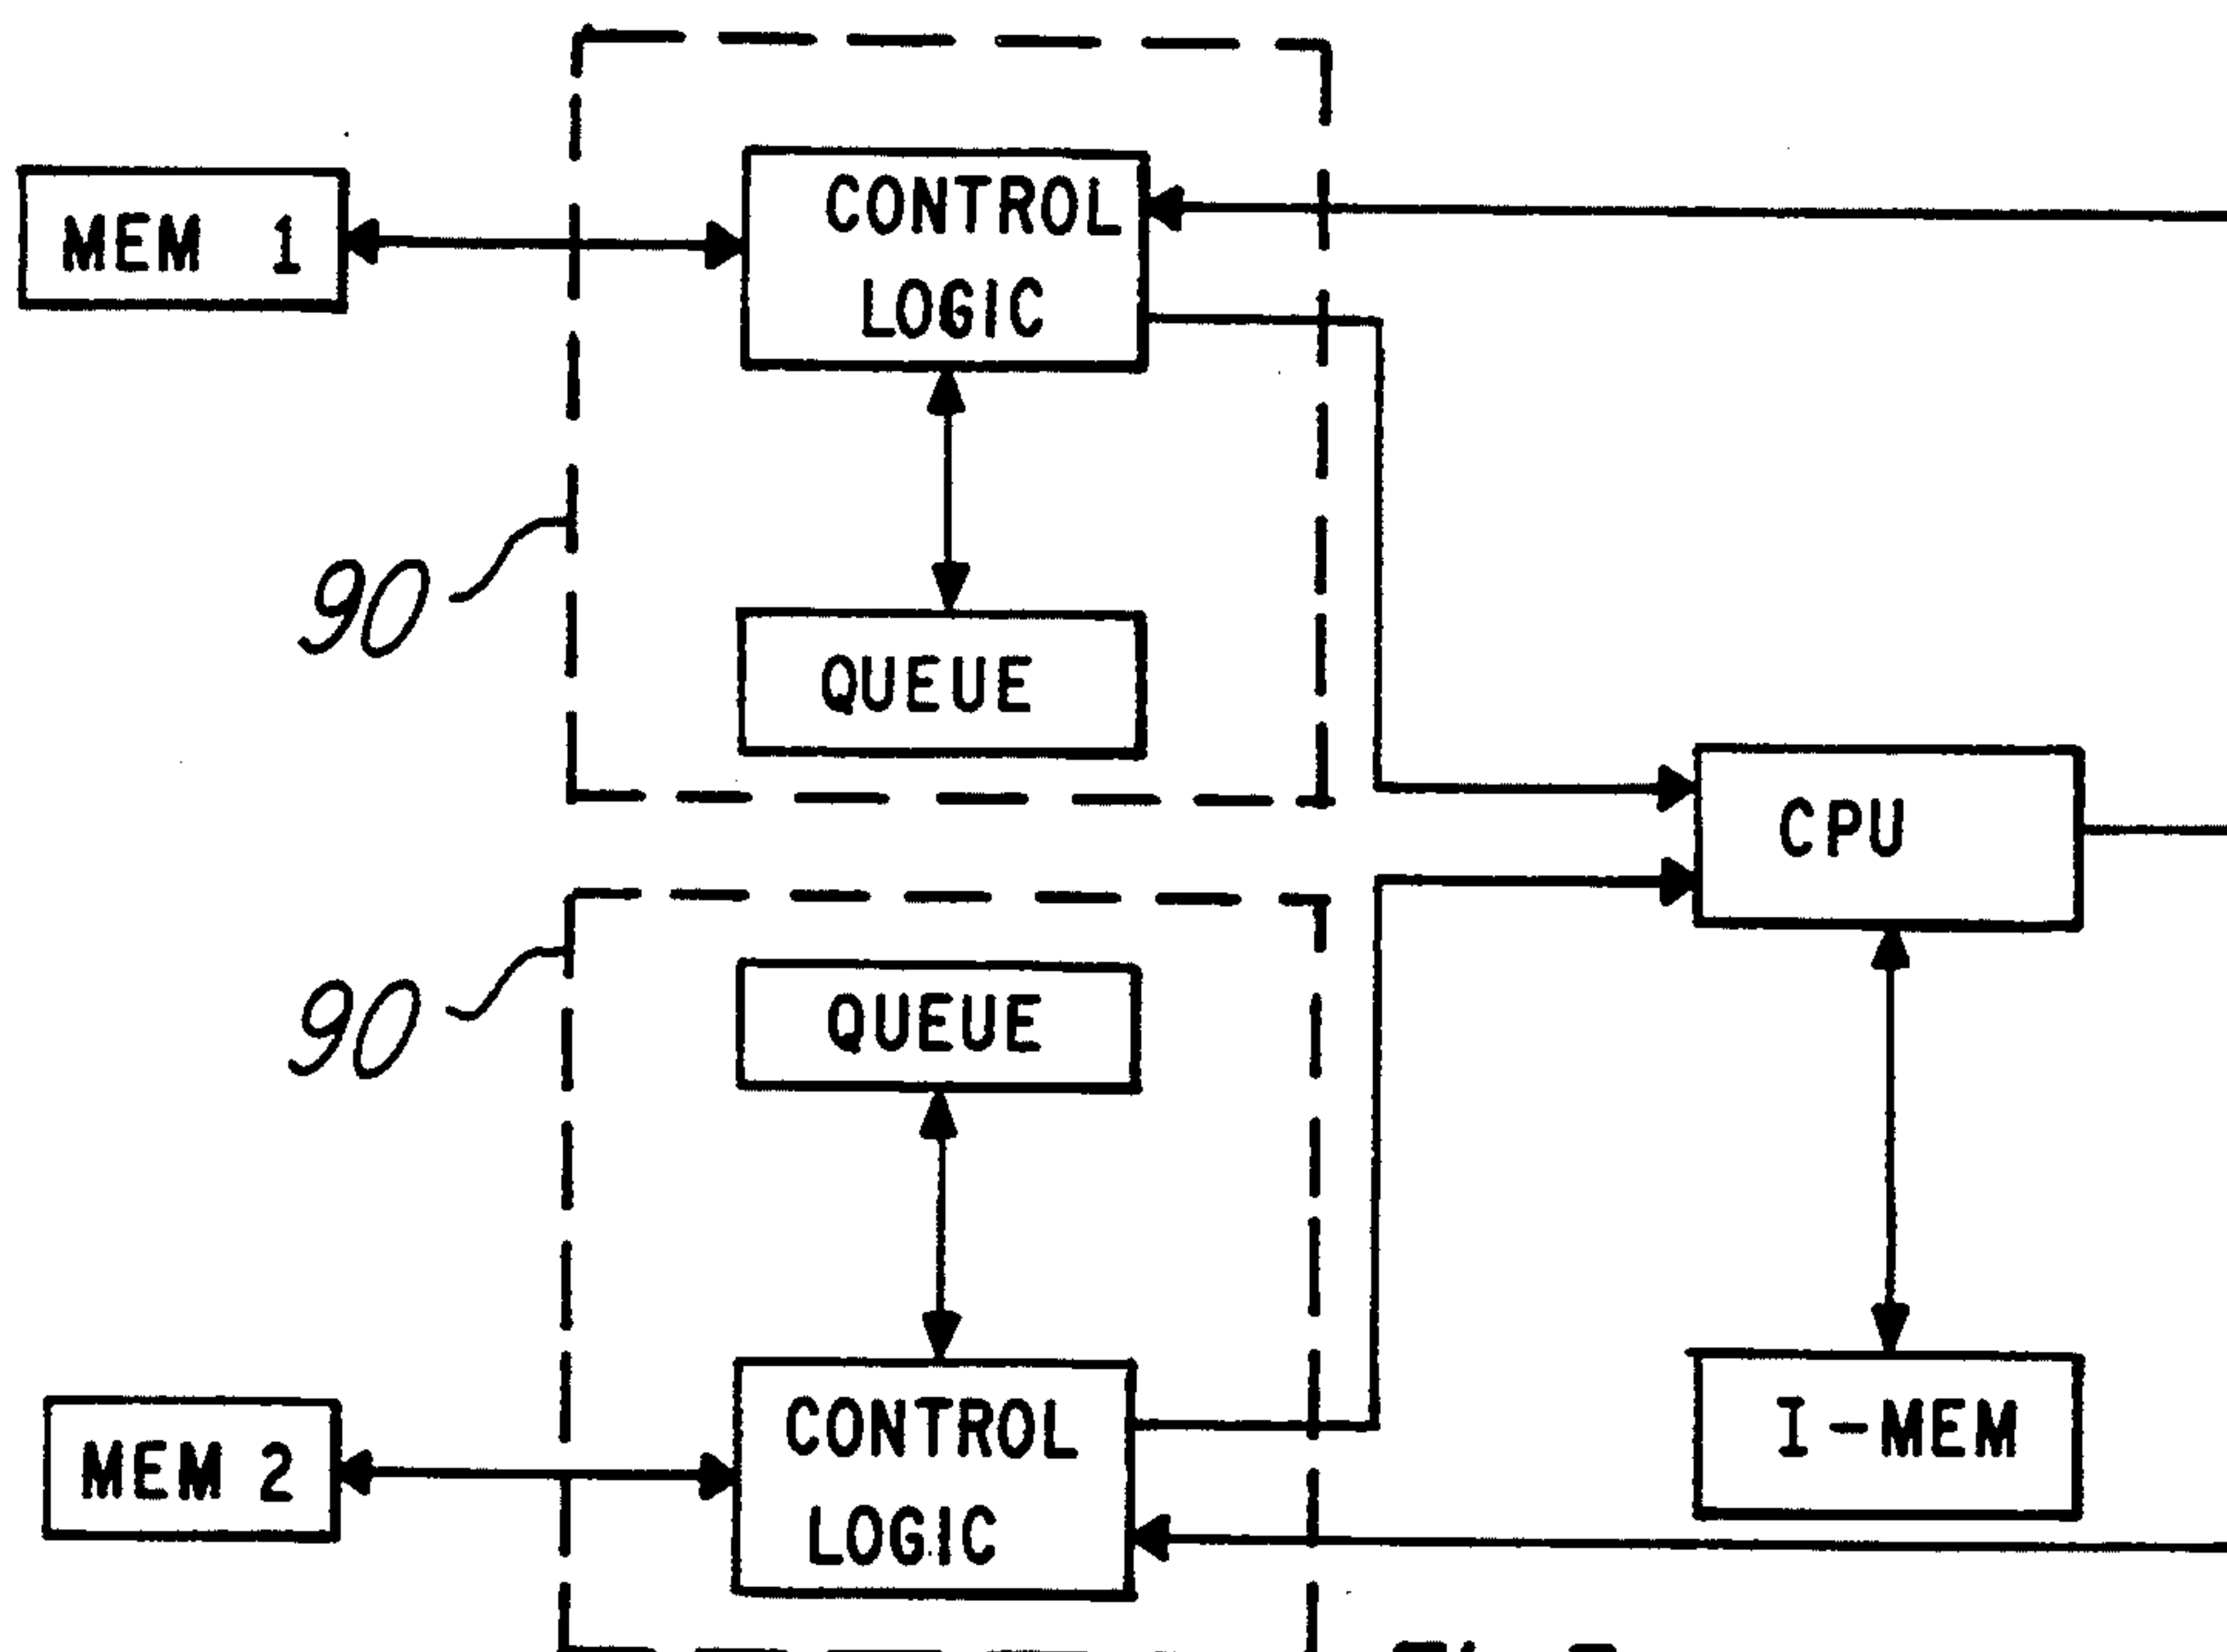 CONTROL
LOGIC
MEM 1
90
QUEUE
CPU
90
QUEUE
CONTROL
LOGIC
MEM 2
I-MEM